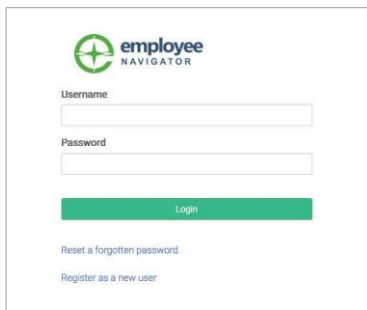 employee
NAVIGATOR
Username
Password
Login
Reset a forgotten password
Register as a new user